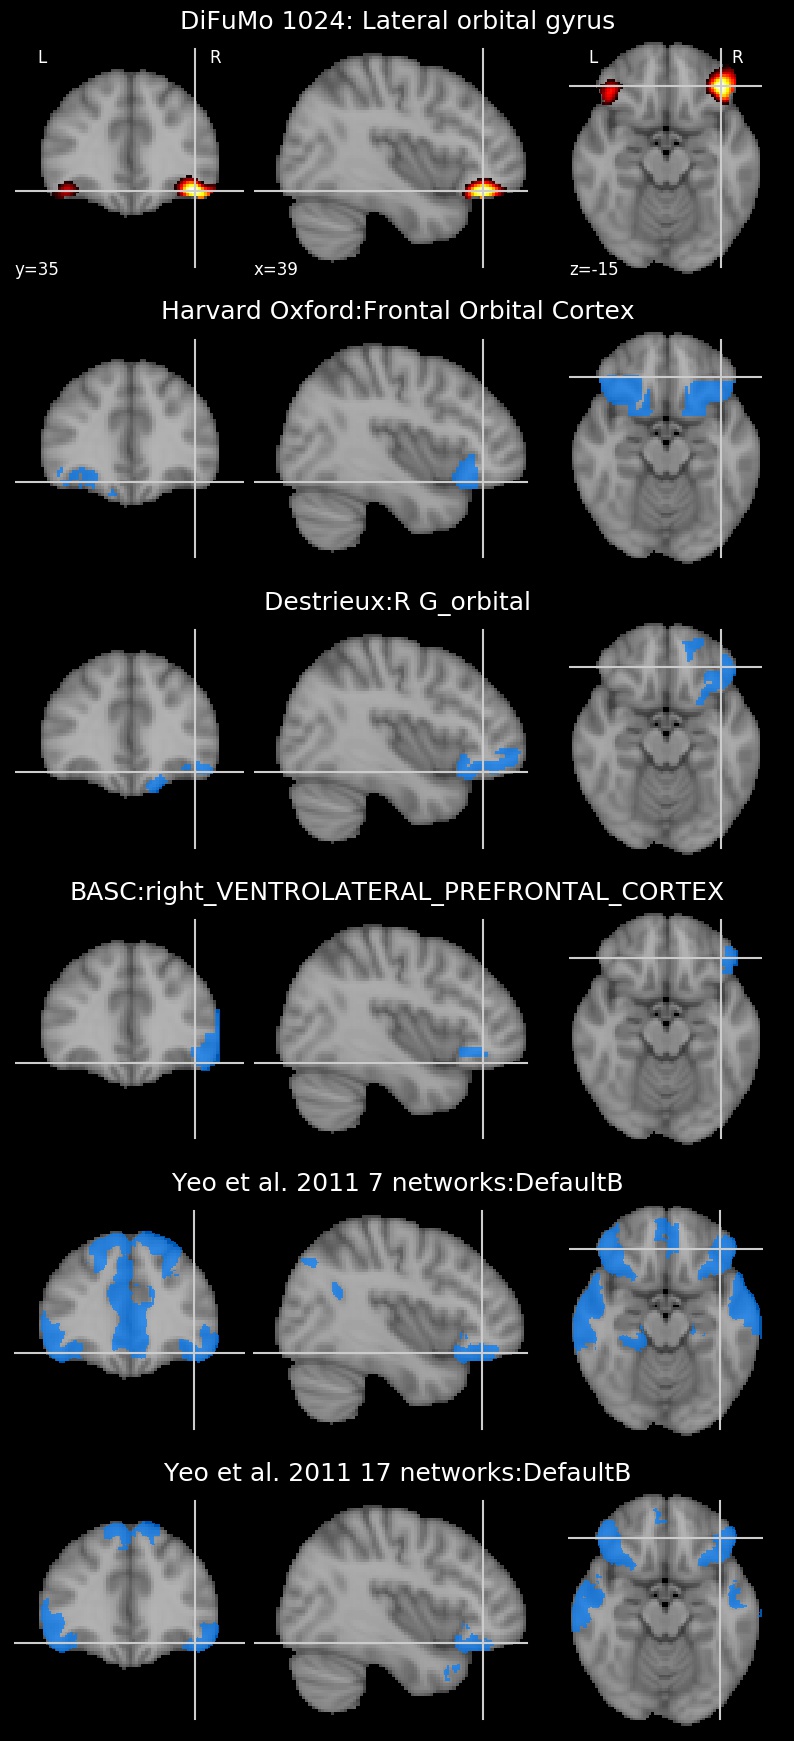 DiFuMo 1024: Lateral orbital gyrus
L R L R
y=35 x=39 z=-15
Harvard Oxford:Frontal Orbital Cortex
Destrieux:R G_orbital
BASC:right_VENTROLATERAL_PREFRONTAL_CORTEX
Yeo et al. 2011 7 networks:DefaultB
Yeo et al. 2011 17 networks:DefaultB